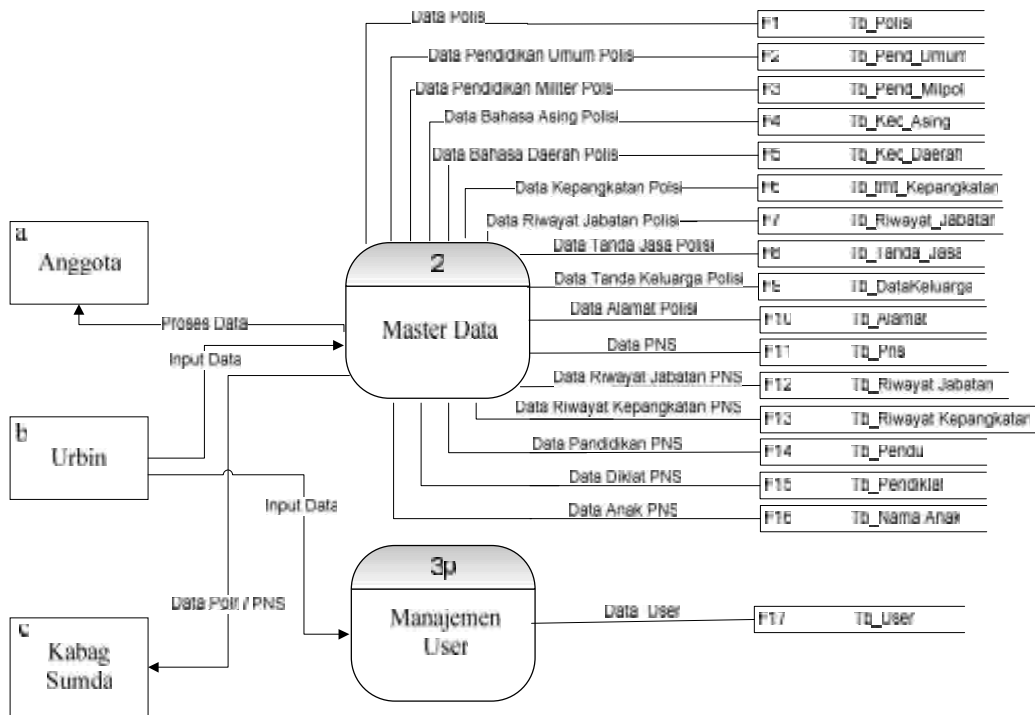 Data Polis
F1 Tb_Polisi
Data Pendidikan Umum Polisi
F2 Tb_Pend_Umum
Data Pendidikan Militer Polsi
F3 Tb_Pend_Milpol
Data Bahasa Asing Polisi
F4 Tb_Kec_Asing
Data Bahasa Daerah Polis
F5 Tb_Kec_Daerah
Data Kepangkatan Polsi
F6 Tb_tmt_Kepangkatan
Data Riwayat Jabatan Polisi
F7 Tb_Riwayat_Jabatan
Data Tanda Jasa Polisi
F8 Tb_Tanda_Jasa
Data Tanda Keluarga Polisi
F9 Tb_DataKeluarga
Data Alamat Polisi
F10 Tb_Alamat
Data PNS
F11 Tb_Pns
Data Riwayat Jabatan PNS
F12 Tb_Riwayat Jabatan
Data Riwayat Kepangkatan PNS
F13 Tb_Riwayat Kepangkatan
Data Pandidikan PNS
F14 Tb_Pendu
Data Diklat PNS
F15 Tb_Pendiklat
Data Anak PNS
F16 Tb_Nama Anak
a
Anggota
2
Master Data
Proses Data
Input Data
b
Urbin
Input Data
3p
Manajemen
User
Data User
F17 Tb_User
Data Polri / PNS
c
Kabag
Sumda